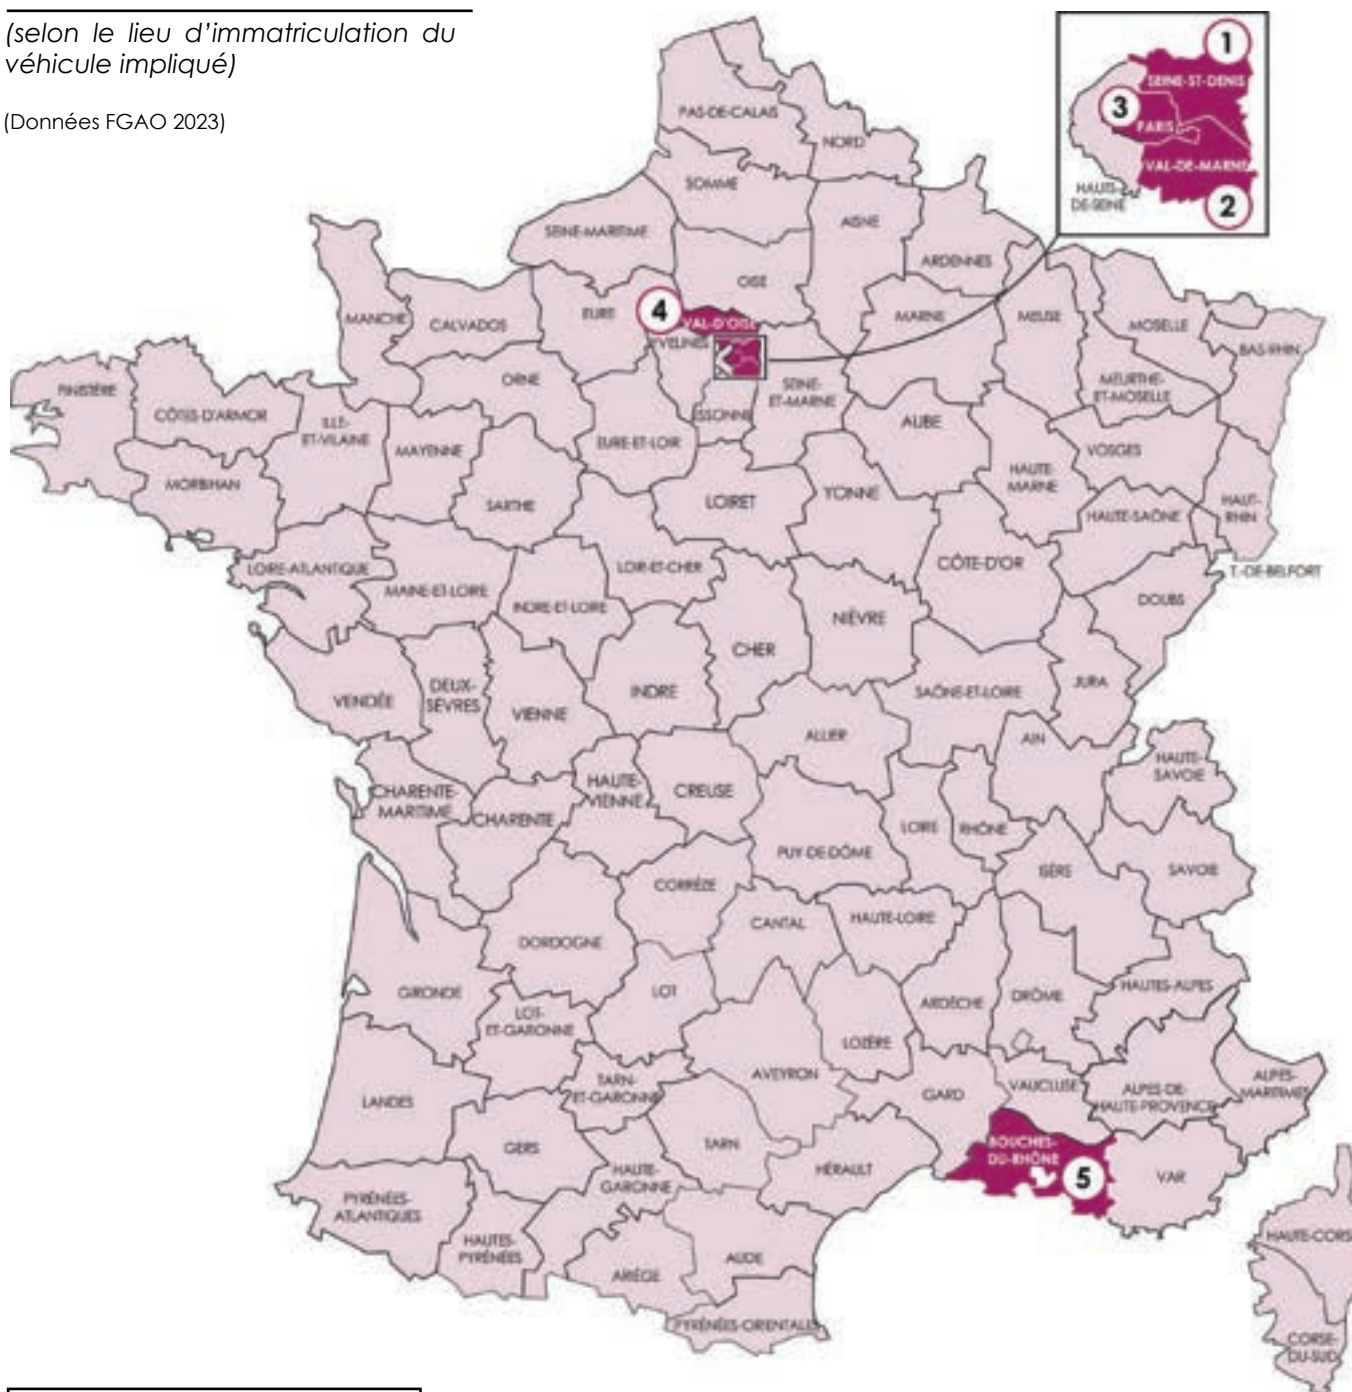 (selon le lieu d’immatriculation du
véhicule impliqué)
(Données FGAO 2023)
1
SEINE-ST-DENIS
3
PARIS
VAL-DE-MARNE
HAUTS-
DE-SEINE
2
PAS-DE-CALAIS
NORD
SOMME
SEINE-MARITIME
AISNE
ARDENNES
OISE
4
VAL-D'OISE
EURE
MANCHE
CALVADOS
MARNE
MEUSE
MOSELLE
BAS-RHIN
YVELINES
ORNE
SEINE-
ET-MARNE
MEURTHE-
ET-MOSELLE
FINISTÈRE
CÔTES-D'ARMOR
ILLE-
ET-VILAINE
MAYENNE
EURE-ET-LOIR
ESSONNE
AUBE
VOSGES
HAUTE-
MARNE
MORBIHAN
SARTHE
LOIRET
YONNE
HAUTE-SAÔNE
HAUT-
RHIN
T.-DE-BELFORT
LOIRE-ATLANTIQUE
MAINE-ET-LOIRE
INDRE-ET-LOIRE
LOIR-ET-CHER
CÔTE-D'OR
DOUBS
NIÈVRE
CHER
VENDÉE
DEUX-
SÈVRES
VIENNE
INDRE
SAÔNE-ET-LOIRE
JURA
ALLIER
AIN
HAUTE-
SAVOIE
CHARENTE-
MARITIME
CHARENTE
HAUTE-
VIENNE
CREUSE
PUY-DE-DÔME
LOIRE
RHÔNE
ISÈRE
SAVOIE
CORRÈZE
CANTAL
HAUTE-LOIRE
DORDOGNE
GIRONDE
LOT-
ET-GARONNE
LOT
ARDÈCHE
DRÔME
HAUTES-ALPES
LOZÈRE
AVEYRON
LANDES
TARN-
ET-GARONNE
GARD
VAUCLUSE
ALPES-DE-
HAUTE-PROVENCE
ALPES-
MARITIMES
GERS
TARN
HÉRAULT
BOUCHES-
DU-RHÔNE
5
VAR
HAUTE-
GARONNE
PYRÉNÉES-
ATLANTIQUES
HAUTES-
PYRÉNÉES
ARIÈGE
AUDE
PYRÉNÉES-ORIENTALES
HAUTE-CORS
CORSE-
DU-SUD